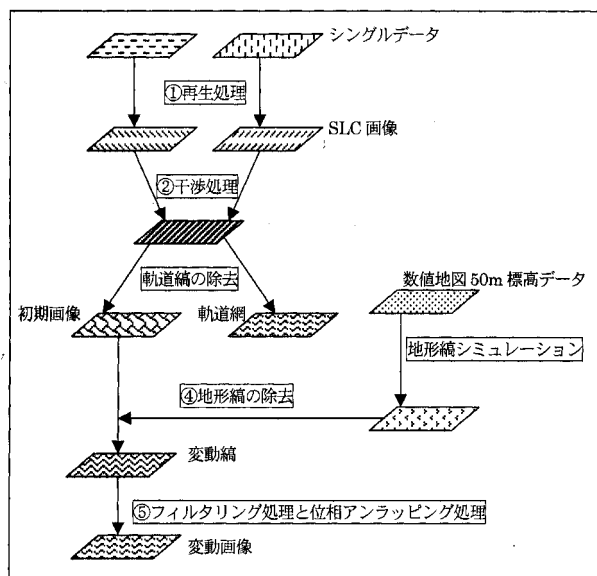 シングルデータ
①再生処理
SLC 画像
②干渉処理
軌道縞の除去
数値地図 50m 標高データ
初期画像
軌道網
地形縞シミュレーション
④地形縞の除去
変動縞
⑤フィルタリング処理と位相アンラッピング処理
変動画像